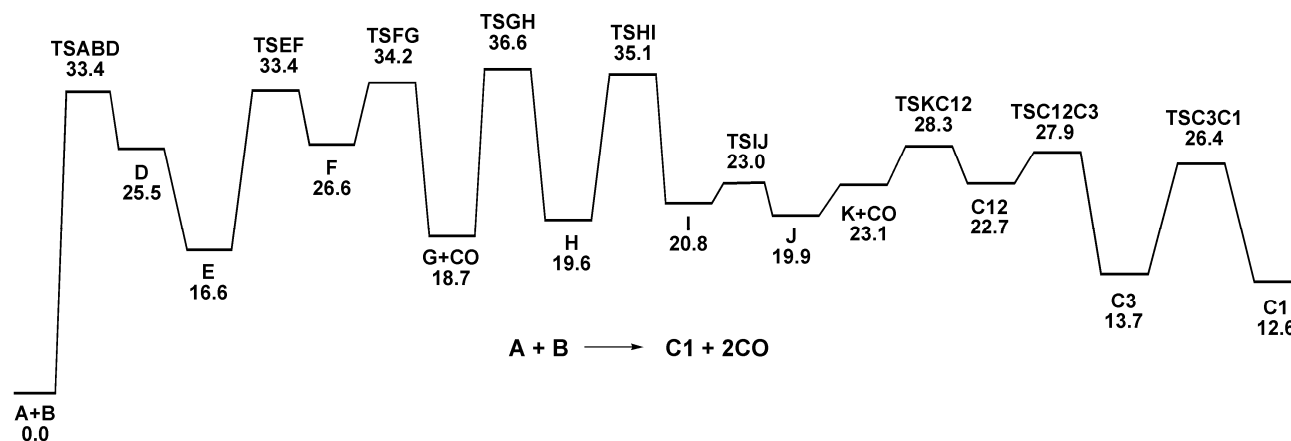 TSABD
33.4
TSEF
33.4
TSFG
34.2
TSGH
36.6
TSHI
35.1
TSIJ
23.0
TSKC12
28.3
TSC12C3
27.9
TSC3C1
26.4
A+B
0.0
D
25.5
E
16.6
F
26.6
G+CO
18.7
H
19.6
I
20.8
J
19.9
K+CO
23.1
C12
22.7
C3
13.7
C1
12.6
A + B ⟶ C1 + 2CO